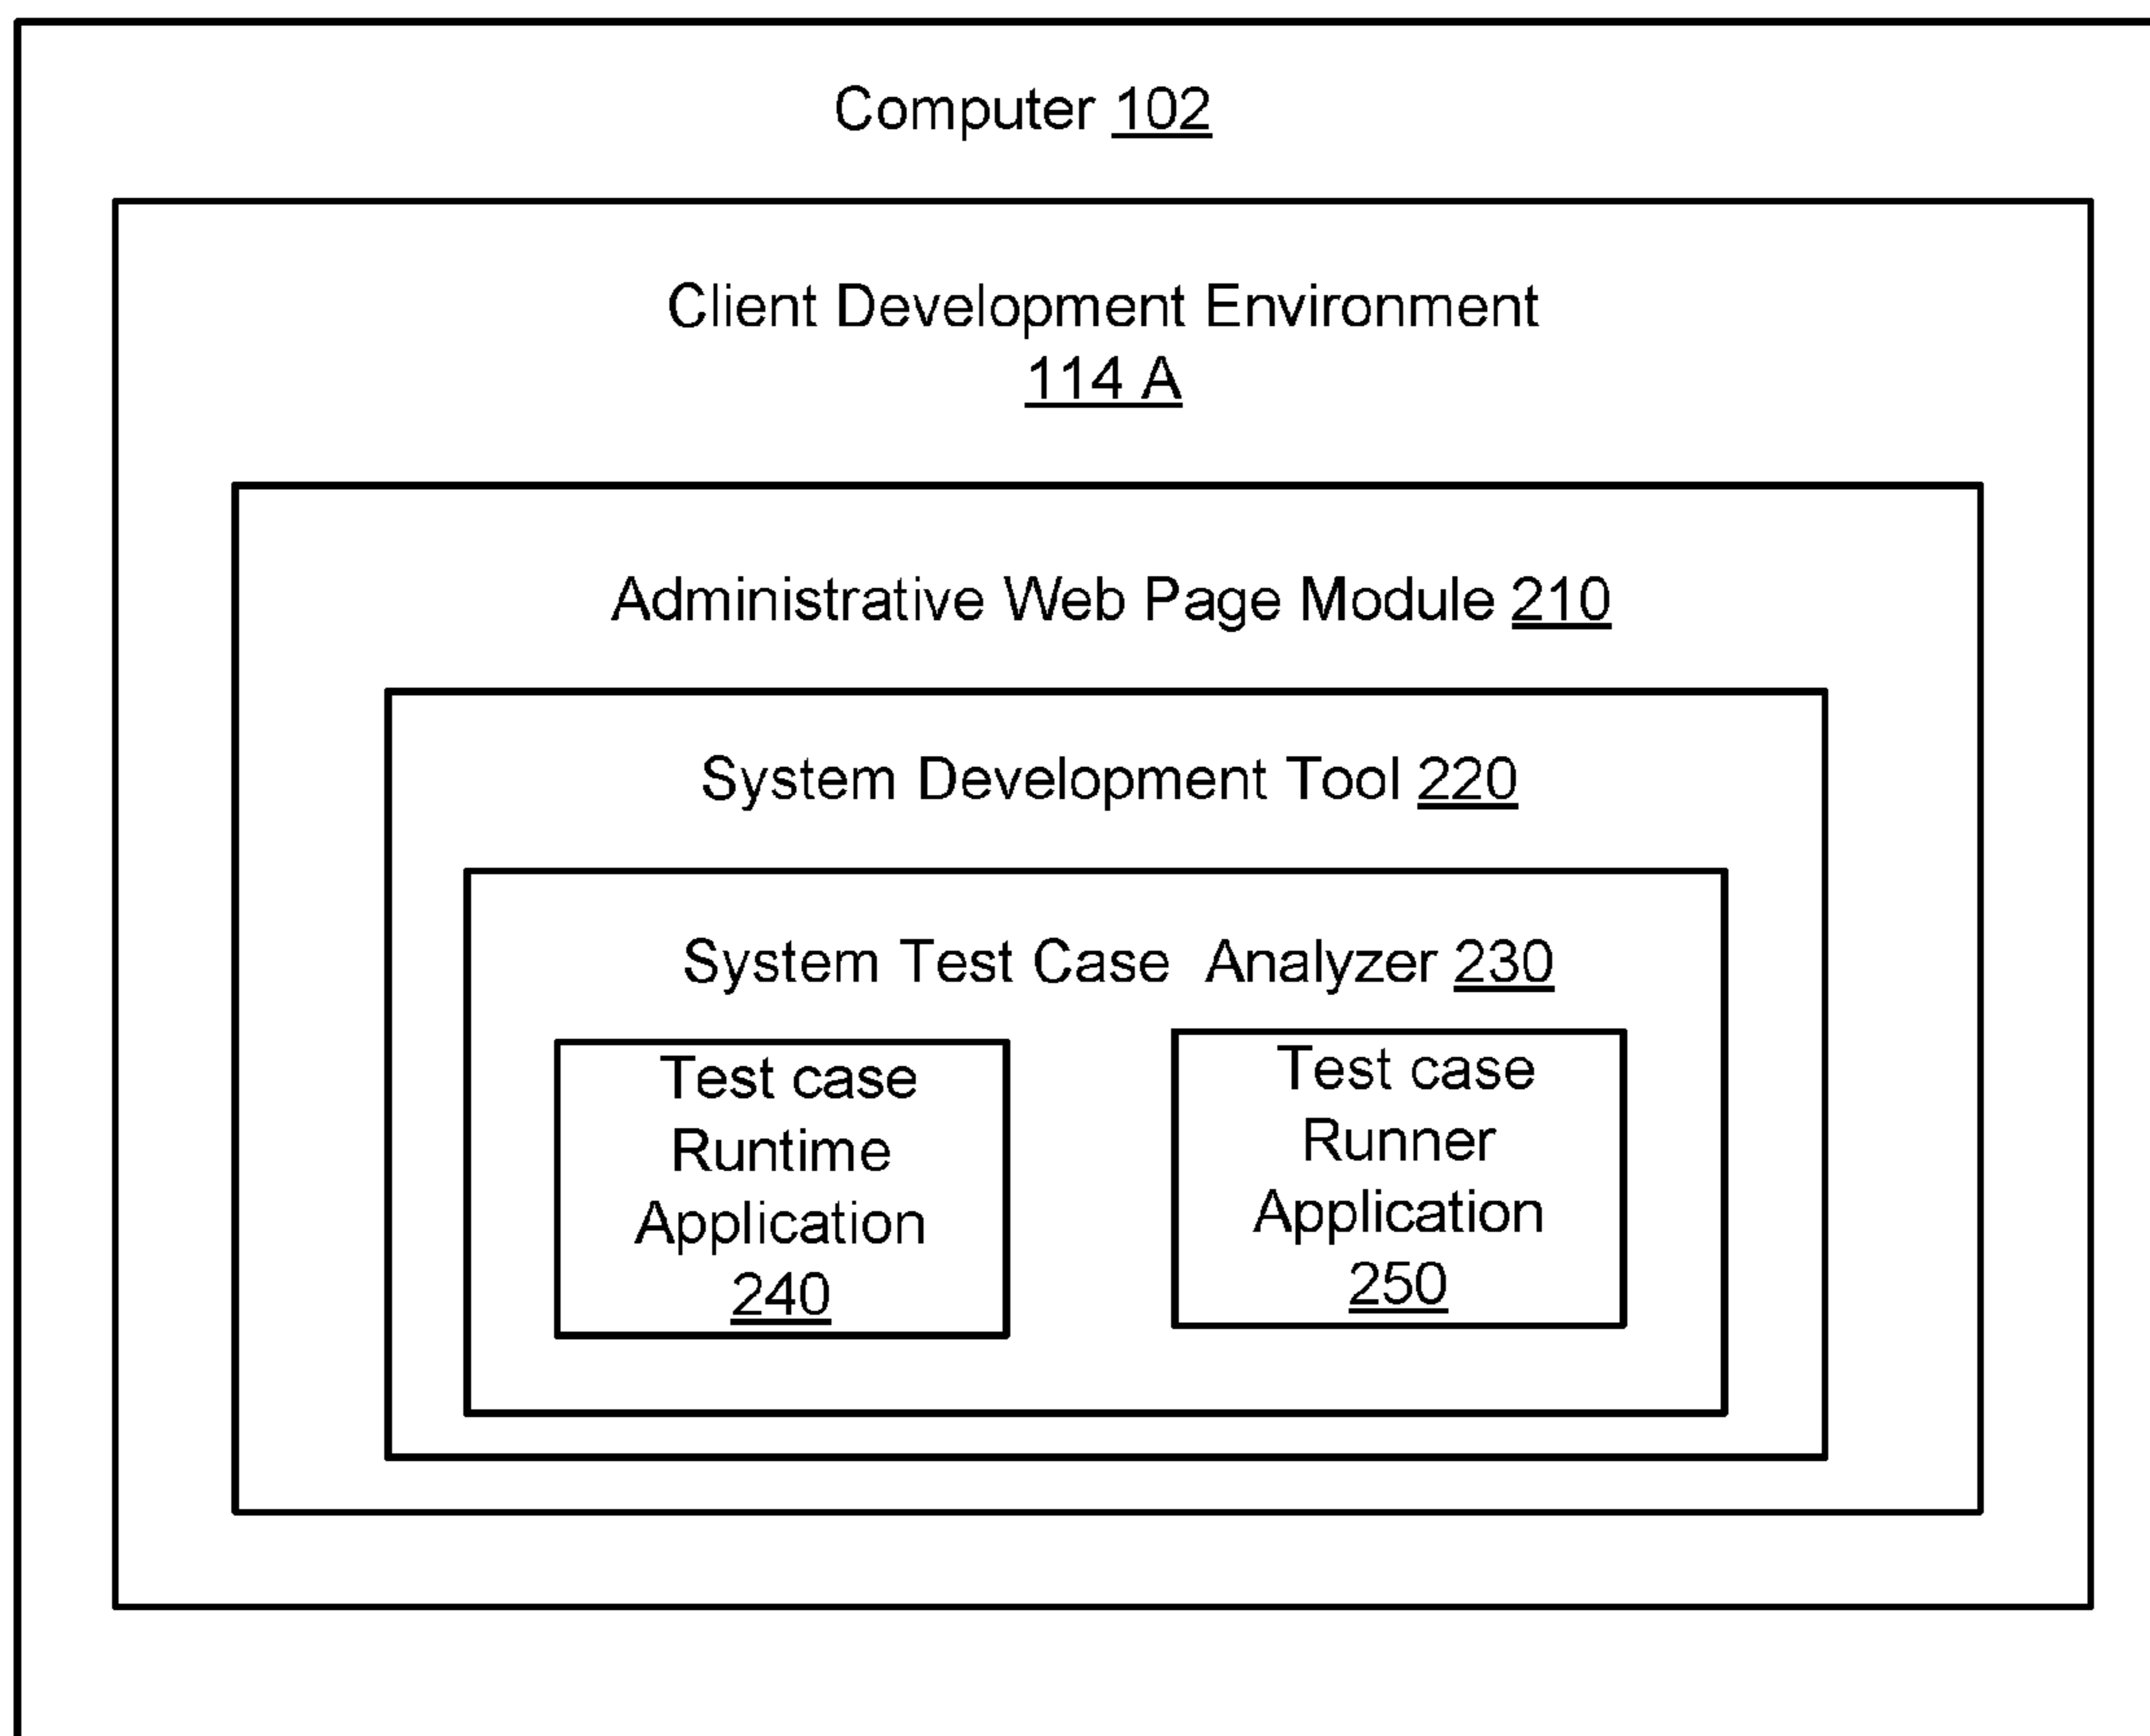 Computer 102
Client Development Environment
114 A
Administrative Web Page Module 210
System Development Tool 220
System Test Case Analyzer 230
Test case
Runtime
Application
240
Test case
Runner
Application
250